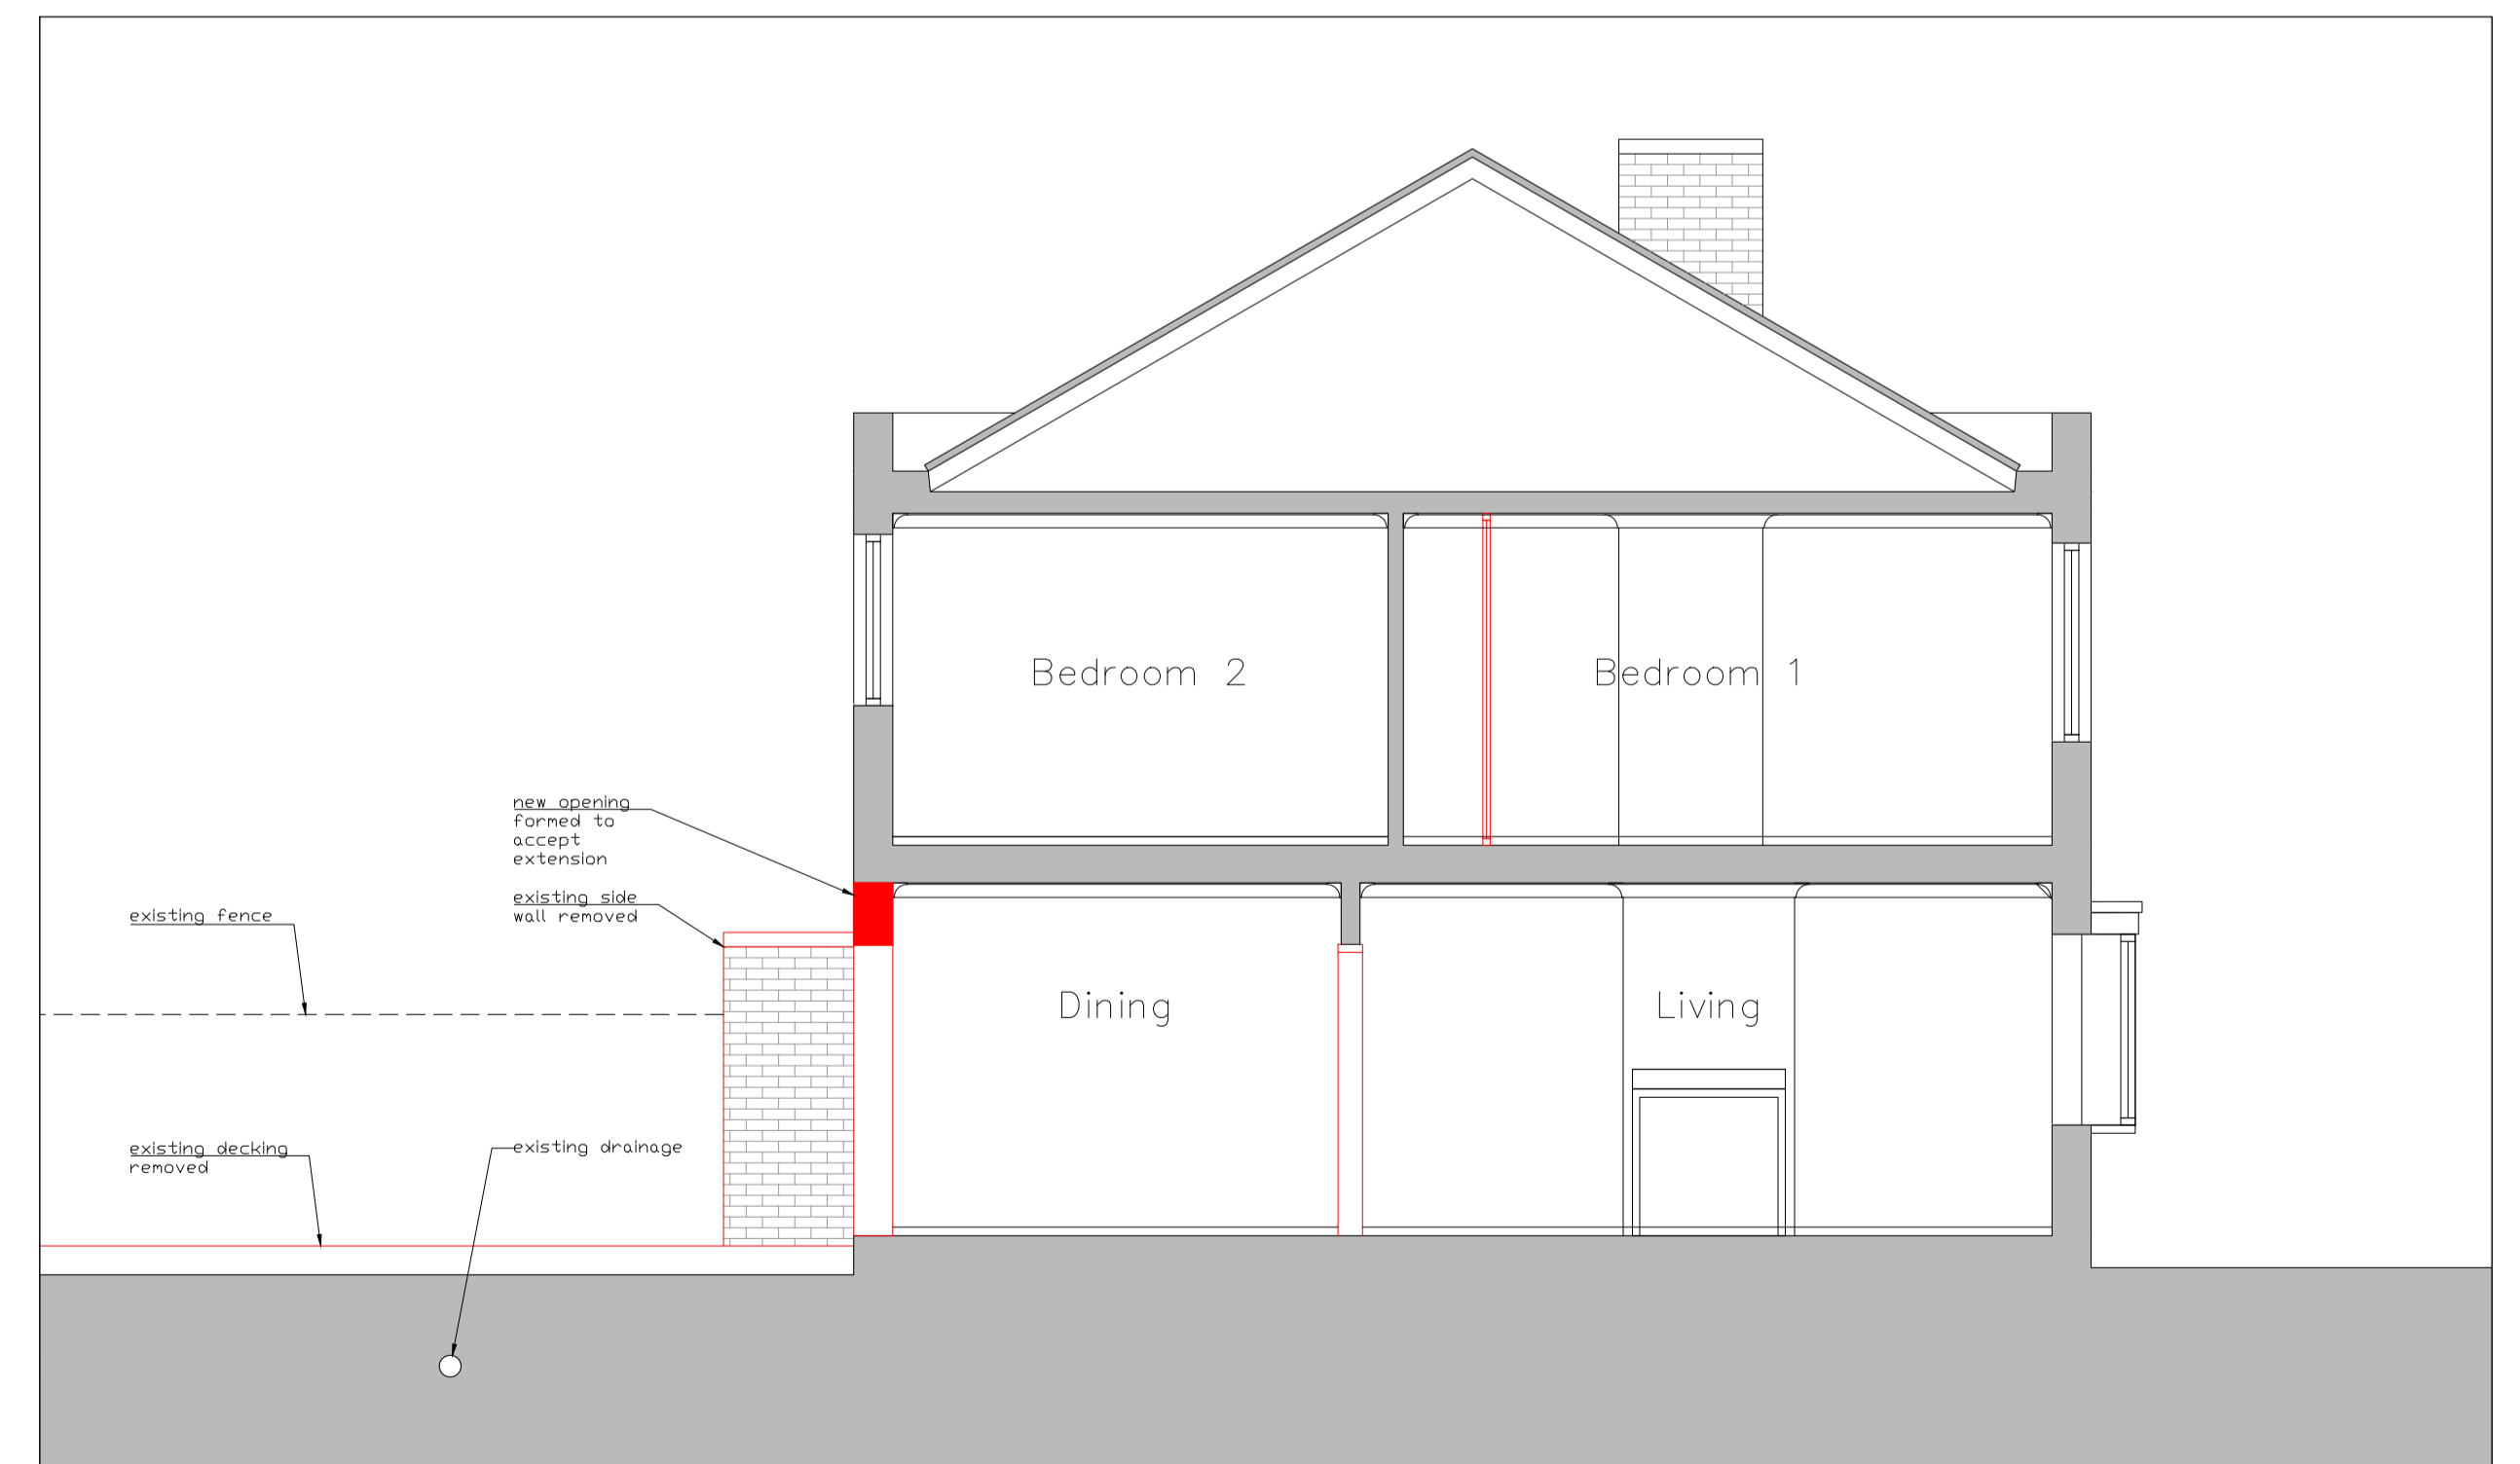 Bedroom 2
Bedroom 1
new opening
formed to
accept
extension
existing side
wall removed
existing fence
Dining
Living
existing decking
removed
existing drainage